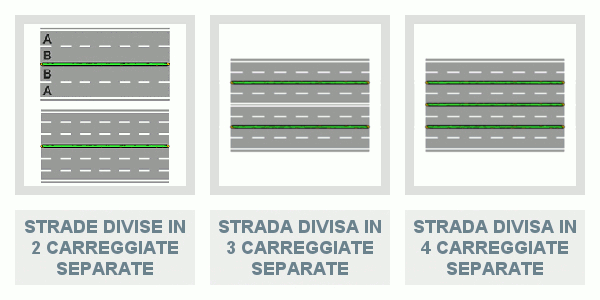 A
B
B
A
STRADE DIVISE IN
2 CARREGGIATE
SEPARATE
STRADA DIVISA IN
3 CARREGGIATE
SEPARATE
STRADA DIVISA IN
4 CARREGGIATE
SEPARATE